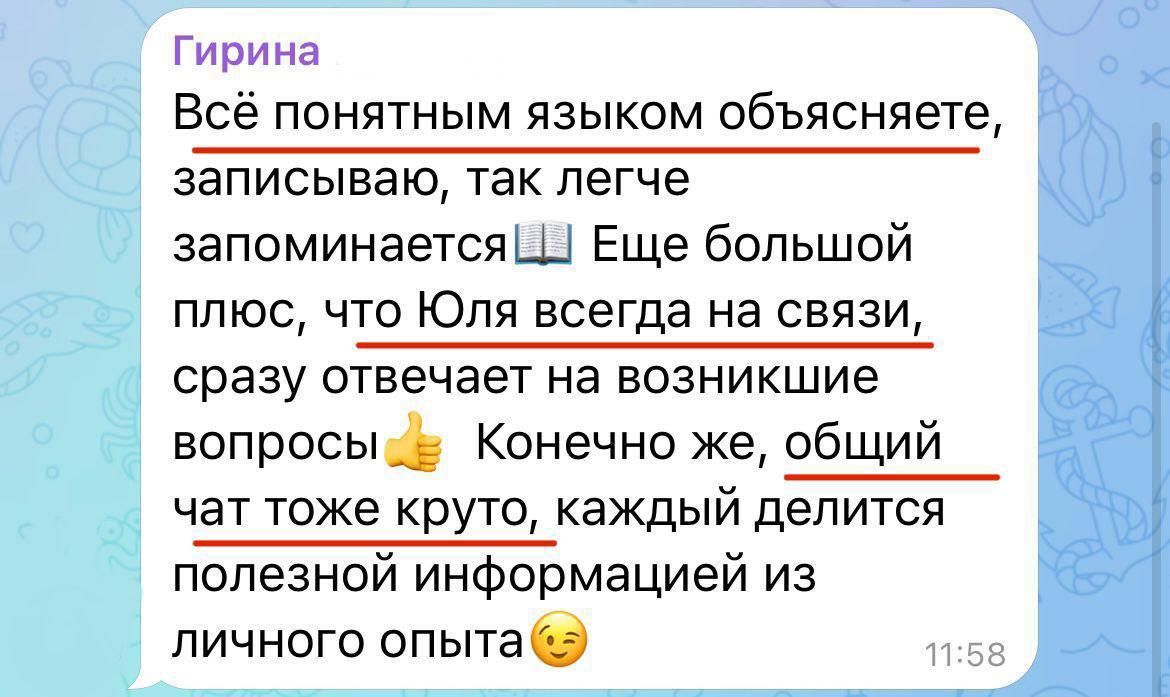 Гирина
Всё понятным языком объясняете,
записываю, так легче
запоминается📖 Еще большой
плюс, что Юля всегда на связи,
сразу отвечает на возникшие
вопросы👍 Конечно же, общий
чат тоже круто, каждый делится
полезной информацией из
личного опыта😉
11:58